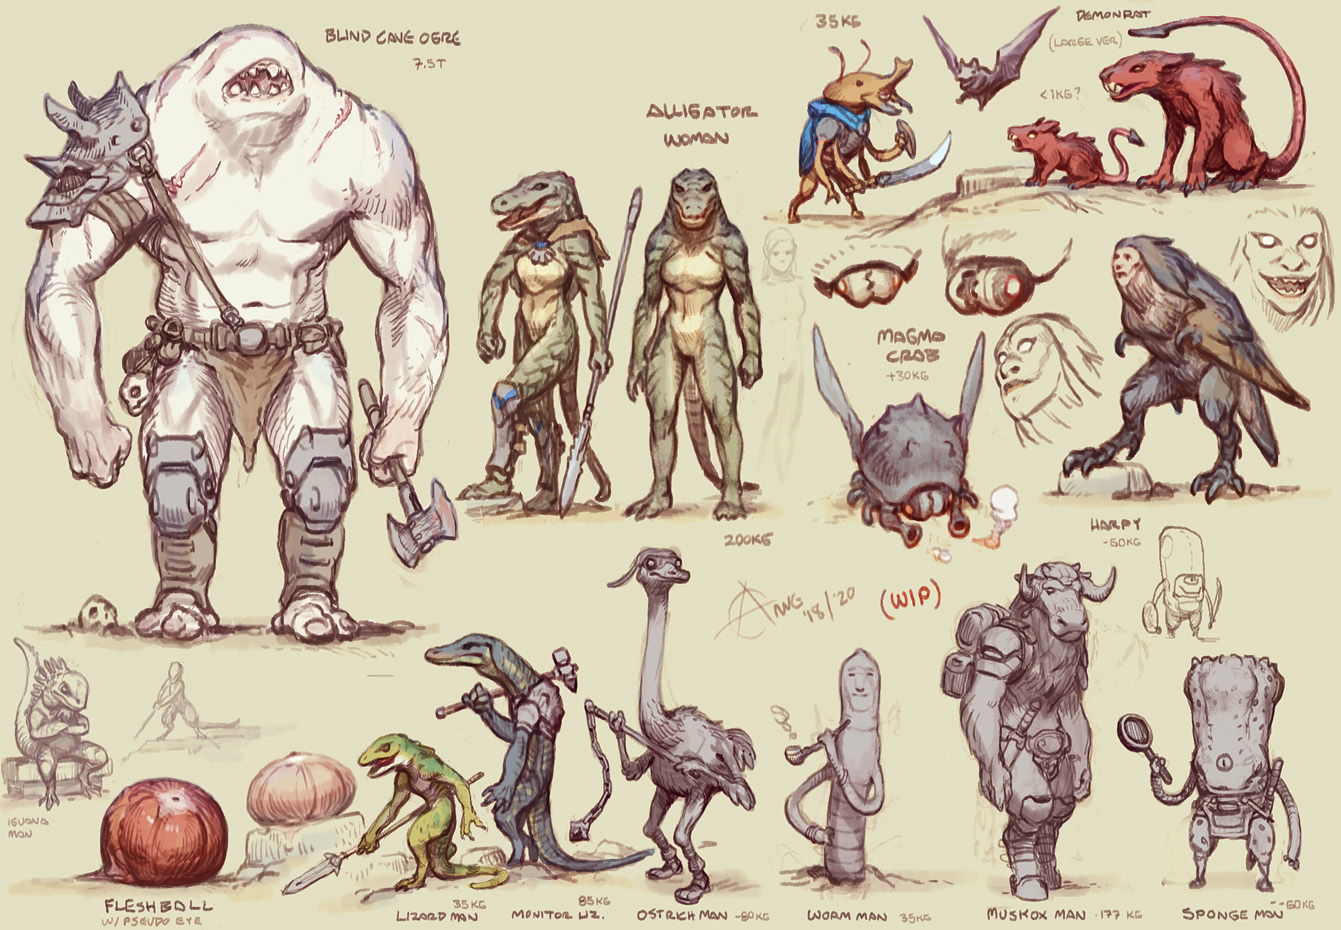 BLIND CAVE OGRE
7.5T
35KG
DEMONRAT
(LARGE VER)
<1KG?
ALLIGATOR
WOMAN
200KG
MAGMA
CRAB
+30KG
HARPY
~60KG
'18/'20
(WIP)
IGUANA
MAN
FLESHBALL
W/ PSEUDO EYE
35KG
LIZARD MAN
85KG
MONITOR LIZ.
OSTRICH MAN ~80KG
WORM MAN 35KG
MUSKOX MAN ~177 KG
SPONGE MAN ~60KG